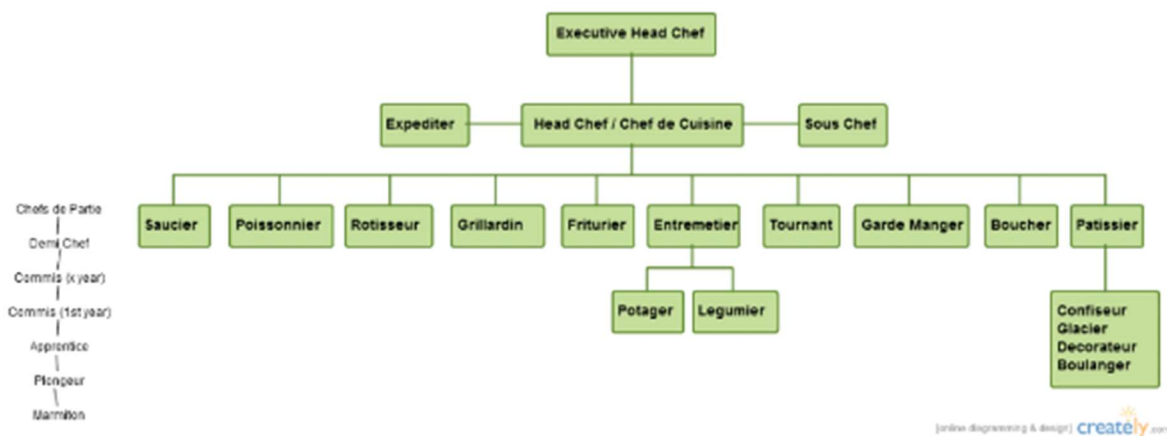 Executive Head Chef
Expediter
Head Chef / Chef de Cuisine
Sous Chef
Chefs de Partie
Demi Chef
Commis (x year)
Commis (1st year)
Apprentice
Plongeur
Marmiton
Saucier
Poissonnier
Rotisseur
Grillardin
Friturier
Entremetier
Tournant
Garde Manger
Boucher
Patissier
Potager
Legumier
Confiseur
Glacier
Decorateur
Boulanger
[online diagramming & design] creately.com